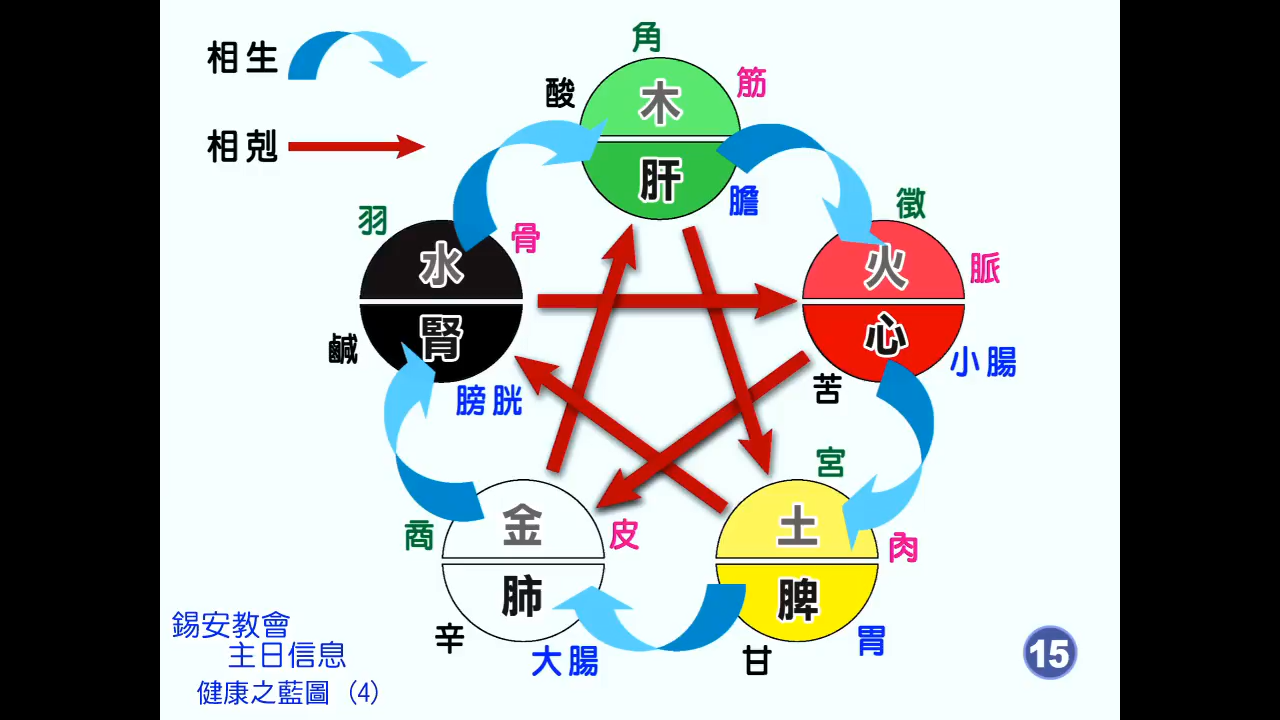 相生
相剋
角
酸
木
筋
肝
膽
羽
水
骨
腎
鹹
膀胱
徵
火
脈
心
小腸
苦
宮
土
肉
脾
胃
甘
商
金
皮
肺
辛
大腸
錫安教會
主日信息
健康之藍圖(4)
15